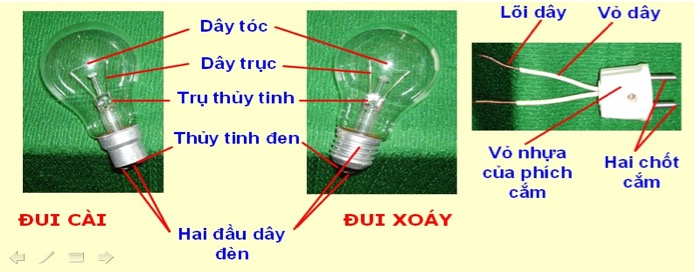 Dây tóc
Dây trục
Trụ thủy tinh
Thủy tinh đen
Hai đầu dây
đèn
ĐUI CÀI
ĐUI XOÁY
Lõi dây
Vỏ dây
Vỏ nhựa
của phích
cắm
Hai chốt
cắm